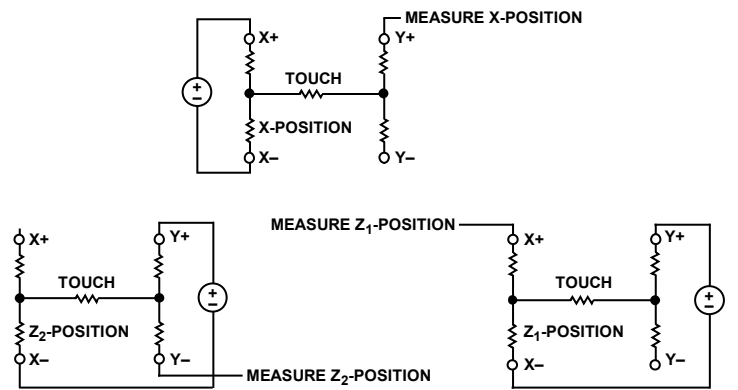 MEASURE X-POSITION
X+ Y+
TOUCH
X-POSITION
X– Y–
X+ Y+
TOUCH
Z2-POSITION
X– Y–
MEASURE Z2-POSITION
MEASURE Z1-POSITION
X+ Y+
TOUCH
Z1-POSITION
X– Y–